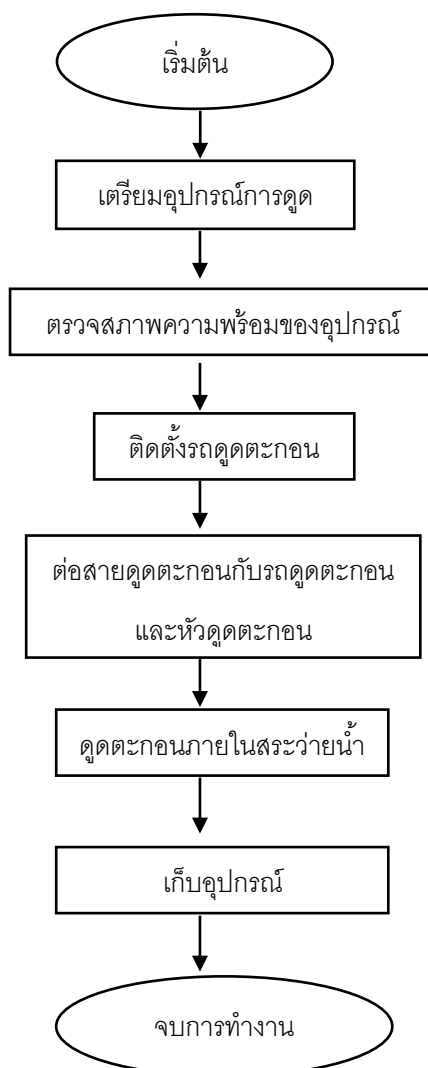 เริ่มต้น
เตรียมอุปกรณ์การดูด
ตรวจสภาพความพร้อมของอุปกรณ์
ติดตั้งรถดูดตะกอน
ต่อสายดูดตะกอนกับรถดูดตะกอน
และหัวดูดตะกอน
ดูดตะกอนภายในสระว่ายน้ำ
เก็บอุปกรณ์
จบการทำงาน